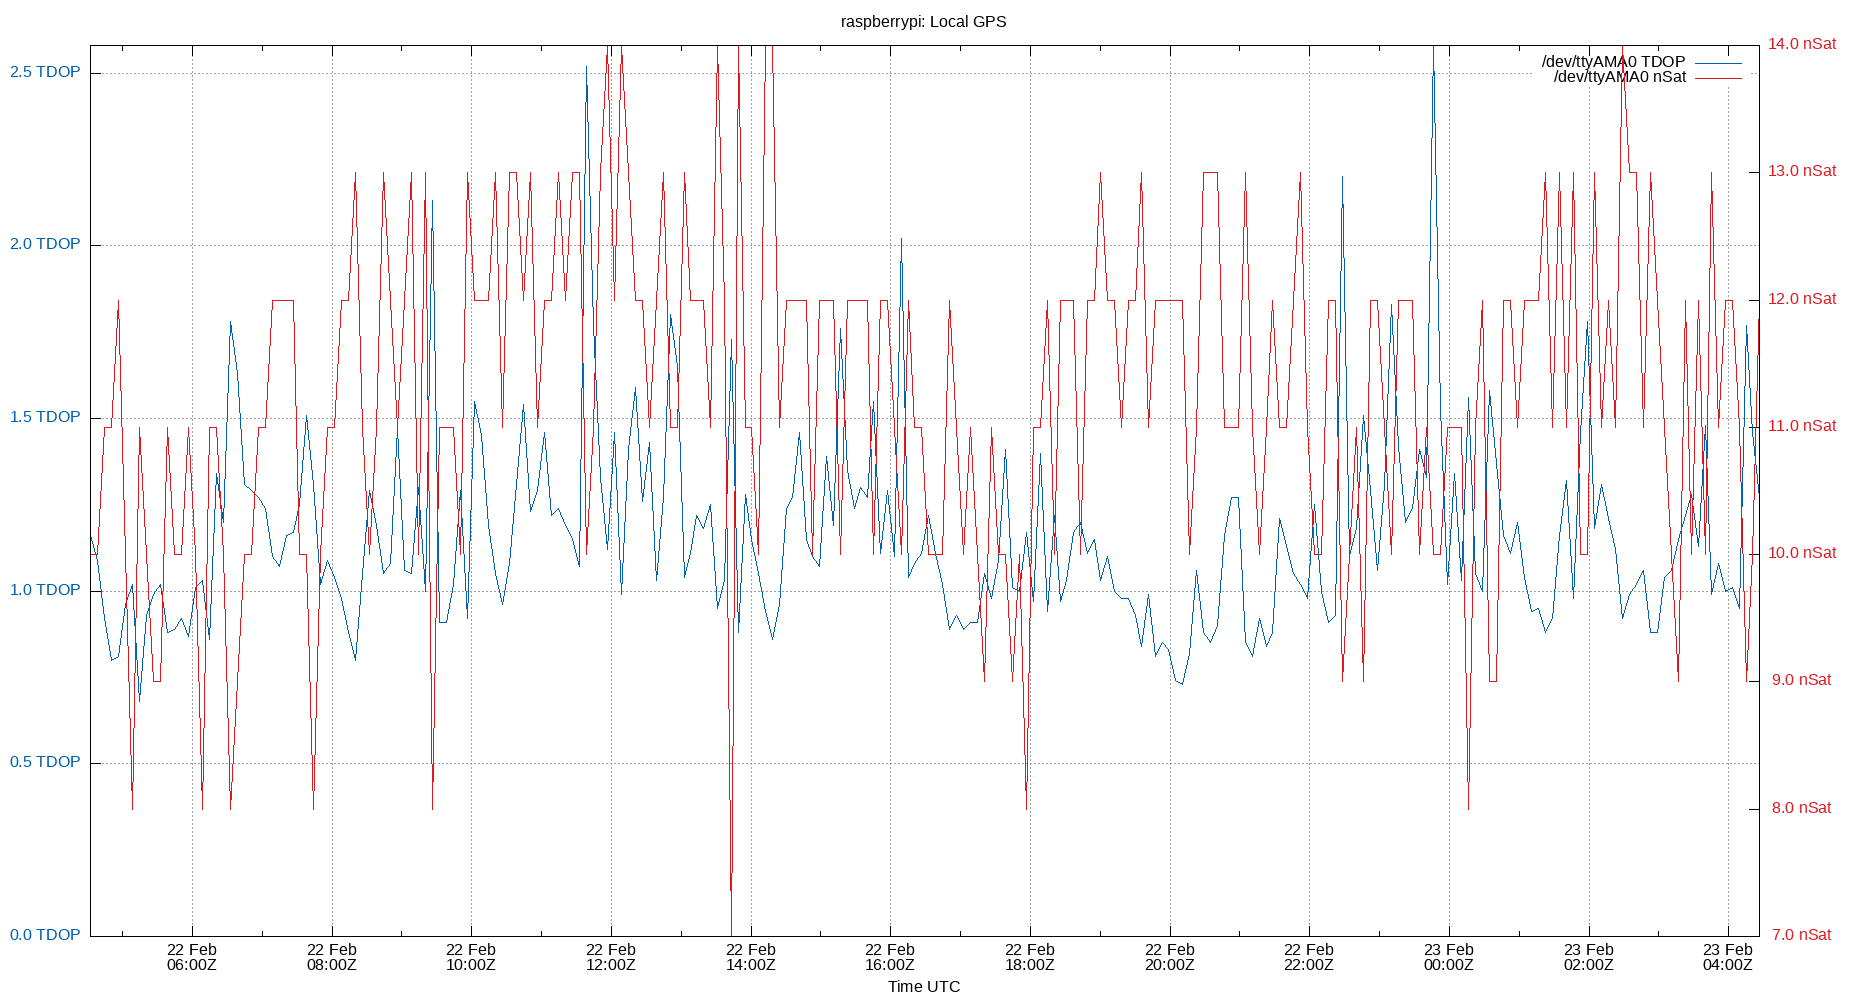 raspberrypi: Local GPS
/dev/ttyAMA0 TDOP
/dev/ttyAMA0 nSat
2.5 TDOP
2.0 TDOP
1.5 TDOP
1.0 TDOP
0.5 TDOP
0.0 TDOP
14.0 nSat
13.0 nSat
12.0 nSat
11.0 nSat
10.0 nSat
9.0 nSat
8.0 nSat
7.0 nSat
22 Feb
06:00Z
22 Feb
08:00Z
22 Feb
10:00Z
22 Feb
12:00Z
22 Feb
14:00Z
22 Feb
16:00Z
22 Feb
18:00Z
22 Feb
20:00Z
22 Feb
22:00Z
23 Feb
00:00Z
23 Feb
02:00Z
23 Feb
04:00Z
Time UTC